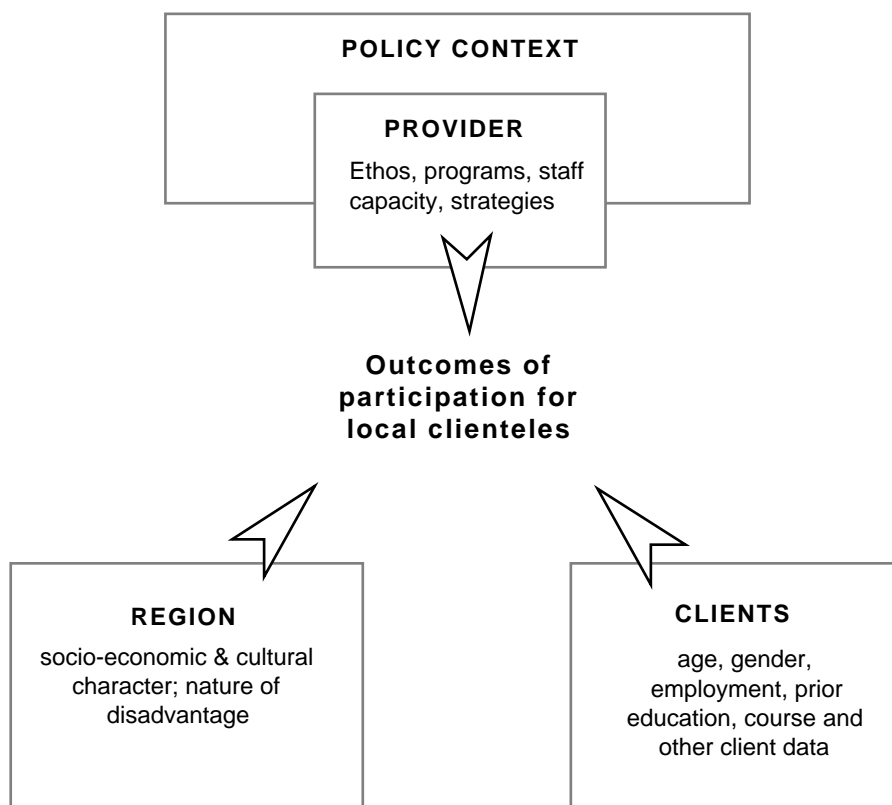 POLICY CONTEXT
PROVIDER
Ethos, programs, staff
capacity, strategies
Outcomes of
participation for
local clienteles
REGION
socio-economic & cultural
character; nature of
disadvantage
CLIENTS
age, gender,
employment, prior
education, course and
other client data